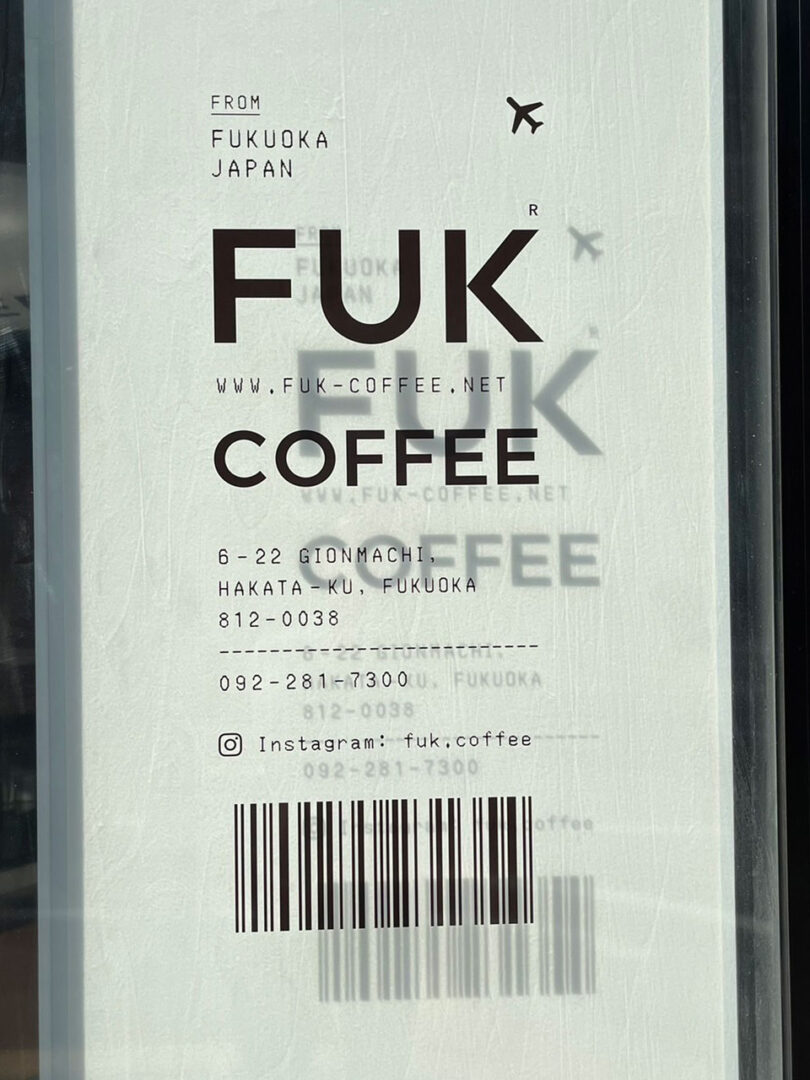 FROM
FUKUOKA
JAPAN
R
FUK
WWW.FUK-COFFEE.NET
COFFEE
6-22 GIONMACHI,
HAKATA-KU, FUKUOKA
812-0038
092-281-7300
Instagram: fuk.coffee